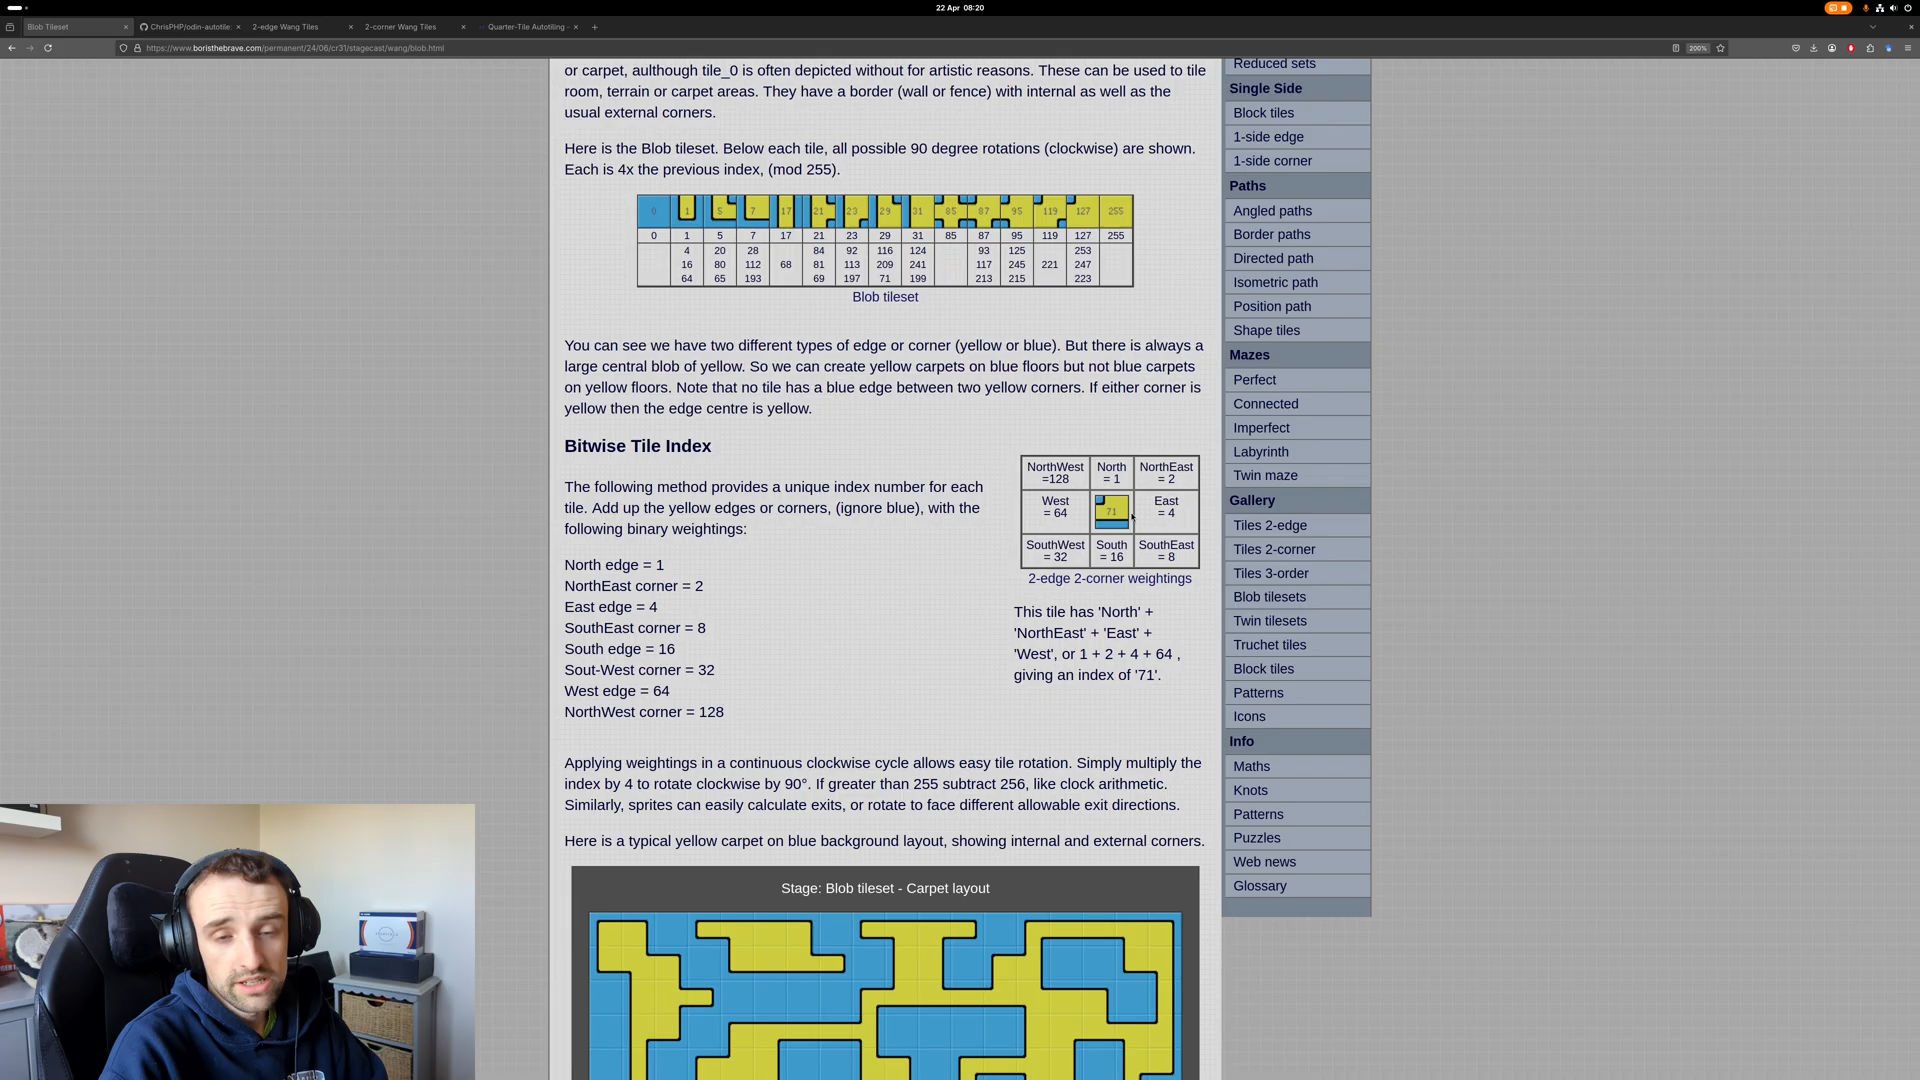 22 Apr 08:20
Blob Tileset
ChrisPHP/odin-autotile
2-edge Wang Tiles
2-corner Wang Tiles
Quarter-Tile Autotiling -
https://www.boristhebrave.com/permanent/24/06/cr31/stagecast/wang/blob.html
200%
or carpet, aulthough tile_0 is often depicted without for artistic reasons. These can be used to tile
room, terrain or carpet areas. They have a border (wall or fence) with internal as well as the
usual external corners.
Here is the Blob tileset. Below each tile, all possible 90 degree rotations (clockwise) are shown.
Each is 4x the previous index, (mod 255).
0 1 5 7 17 21 23 29 31 85 87 95 119 127 255
0 1 5 7 17 21 23 29 31 85 87 95 119 127 255
4 20 28 84 92 116 124 93 125 253
16 80 112 68 81 113 209 241 117 245 221 247
64 65 193 69 197 71 199 213 215 223
Blob tileset
You can see we have two different types of edge or corner (yellow or blue). But there is always a
large central blob of yellow. So we can create yellow carpets on blue floors but not blue carpets
on yellow floors. Note that no tile has a blue edge between two yellow corners. If either corner is
yellow then the edge centre is yellow.
Bitwise Tile Index
The following method provides a unique index number for each
tile. Add up the yellow edges or corners, (ignore blue), with the
following binary weightings:
North edge = 1
NorthEast corner = 2
East edge = 4
SouthEast corner = 8
South edge = 16
Sout-West corner = 32
West edge = 64
NorthWest corner = 128
NorthWest North NorthEast
=128 = 1 = 2
West East
= 64 71 = 4
SouthWest South SouthEast
= 32 = 16 = 8
2-edge 2-corner weightings
This tile has 'North' +
'NorthEast' + 'East' +
'West', or 1 + 2 + 4 + 64 ,
giving an index of '71'.
Applying weightings in a continuous clockwise cycle allows easy tile rotation. Simply multiply the
index by 4 to rotate clockwise by 90°. If greater than 255 subtract 256, like clock arithmetic.
Similarly, sprites can easily calculate exits, or rotate to face different allowable exit directions.
Here is a typical yellow carpet on blue background layout, showing internal and external corners.
Stage: Blob tileset - Carpet layout
Reduced sets
Single Side
Block tiles
1-side edge
1-side corner
Paths
Angled paths
Border paths
Directed path
Isometric path
Position path
Shape tiles
Mazes
Perfect
Connected
Imperfect
Labyrinth
Twin maze
Gallery
Tiles 2-edge
Tiles 2-corner
Tiles 3-order
Blob tilesets
Twin tilesets
Truchet tiles
Block tiles
Patterns
Icons
Info
Maths
Knots
Patterns
Puzzles
Web news
Glossary